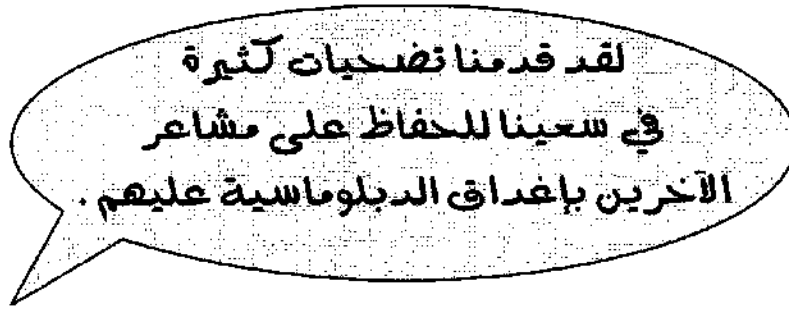 لقد قدمنا تضحيات كثيرة
في سعينا للحفاظ على مشاعر
الآخرين بإغداق الدبلوماسية عليهم .